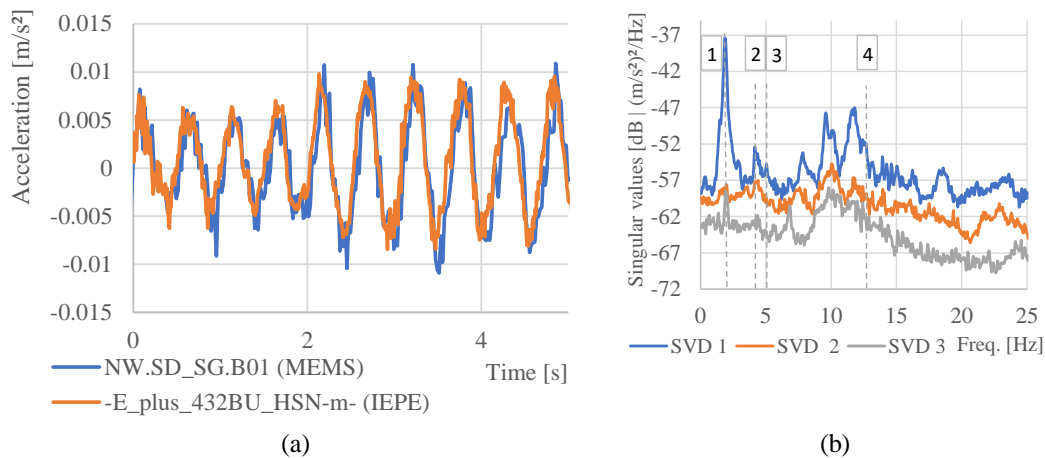 Acceleration [m/s²]
0.015
0.01
0.005
0
-0.005
-0.01
-0.015
0
2
4
Time [s]
NW.SD_SG.B01 (MEMS)
-E_plus_432BU_HSN-m- (IEPE)
(a)
Singular values [dB | (m/s²)²/Hz]
-37
-42
-47
-52
-57
-62
-67
-72
1
2
3
4
0
5
10
15
20
25
SVD 1
SVD 2
SVD 3
Freq. [Hz]
(b)